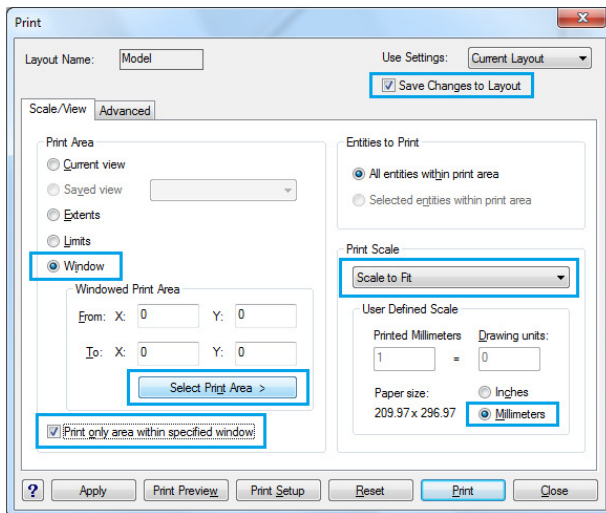 Print
Layout Name: Model
Use Settings: Current Layout
Save Changes to Layout
Scale/View Advanced
Print Area
Current view
Saved view
Extents
Limits
Window
Windowed Print Area
From: X: 0 Y: 0
To: X: 0 Y: 0
Select Print Area >
Print only area within specified window
Entities to Print
All entities within print area
Selected entities within print area
Print Scale
Scale to Fit
User Defined Scale
Printed Millimeters Drawing units:
1 = 0
Paper size: Inches
209.97 x 296.97 Millimeters
? Apply Print Preview Print Setup Reset Print Close